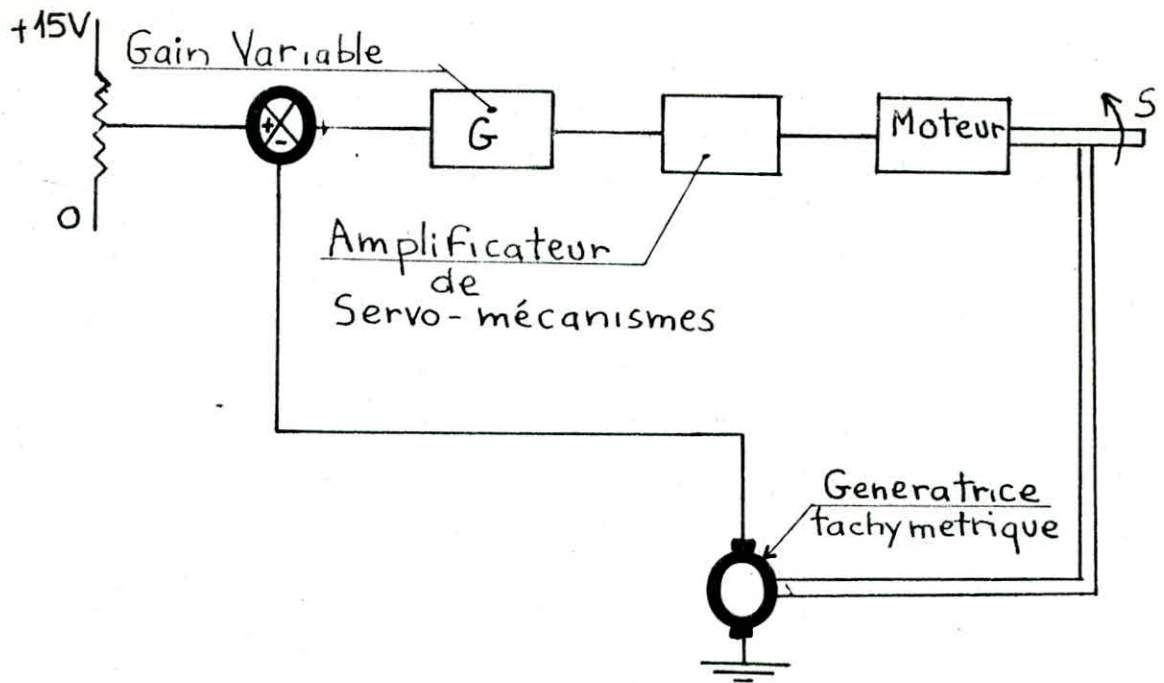 +15V
Gain Variable
G
Moteur
S
0
Amplificateur
de
Servo-mécanismes
Generatrice
tachymetrique
+
-